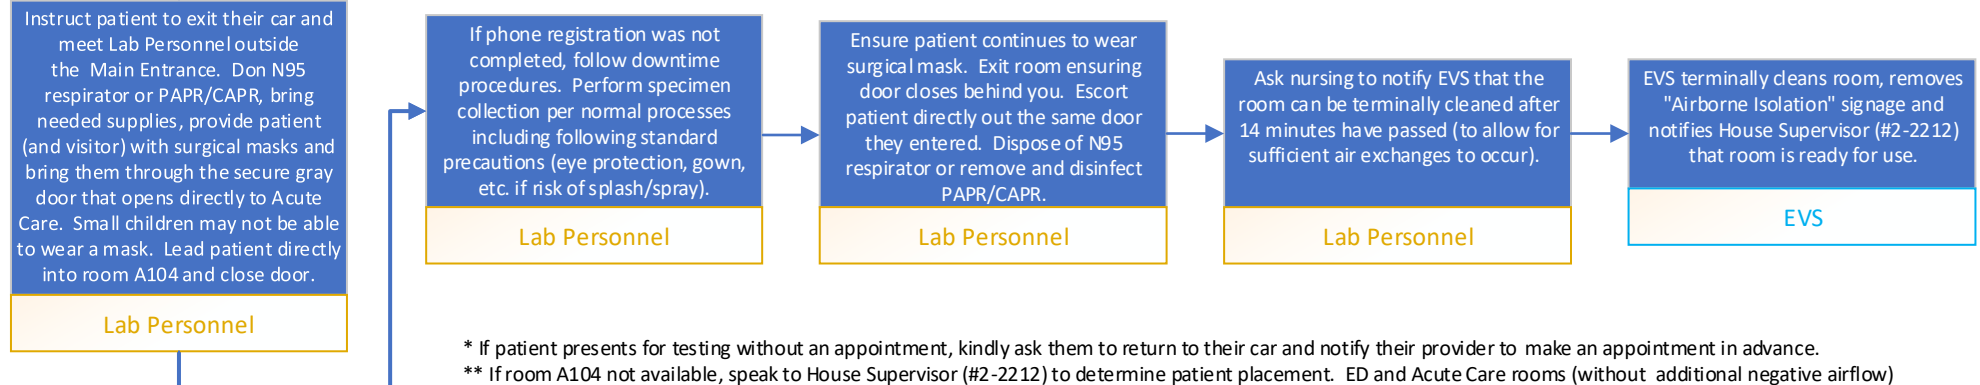 Instruct patient to exit their car and
meet Lab Personnel outside
the Main Entrance. Don N95
respirator or PAPR/CAPR, bring
needed supplies, provide patient
(and visitor) with surgical masks and
bring them through the secure gray
door that opens directly to Acute
Care. Small children may not be able
to wear a mask. Lead patient directly
into room A104 and close door.
Lab Personnel
If phone registration was not
completed, follow downtime
procedures. Perform specimen
collection per normal processes
including following standard
precautions (eye protection, gown,
etc. if risk of splash/spray).
Lab Personnel
Ensure patient continues to wear
surgical mask. Exit room ensuring
door closes behind you. Escort
patient directly out the same door
they entered. Dispose of N95
respirator or remove and disinfect
PAPR/CAPR.
Lab Personnel
Ask nursing to notify EVS that the
room can be terminally cleaned after
14 minutes have passed (to allow for
sufficient air exchanges to occur).
Lab Personnel
EVS terminally cleans room, removes
"Airborne Isolation" signage and
notifies House Supervisor (#2-2212)
that room is ready for use.
EVS
* If patient presents for testing without an appointment, kindly ask them to return to their car and notify their provider to make an appointment in advance.
** If room A104 not available, speak to House Supervisor (#2-2212) to determine patient placement. ED and Acute Care rooms (without additional negative airflow)